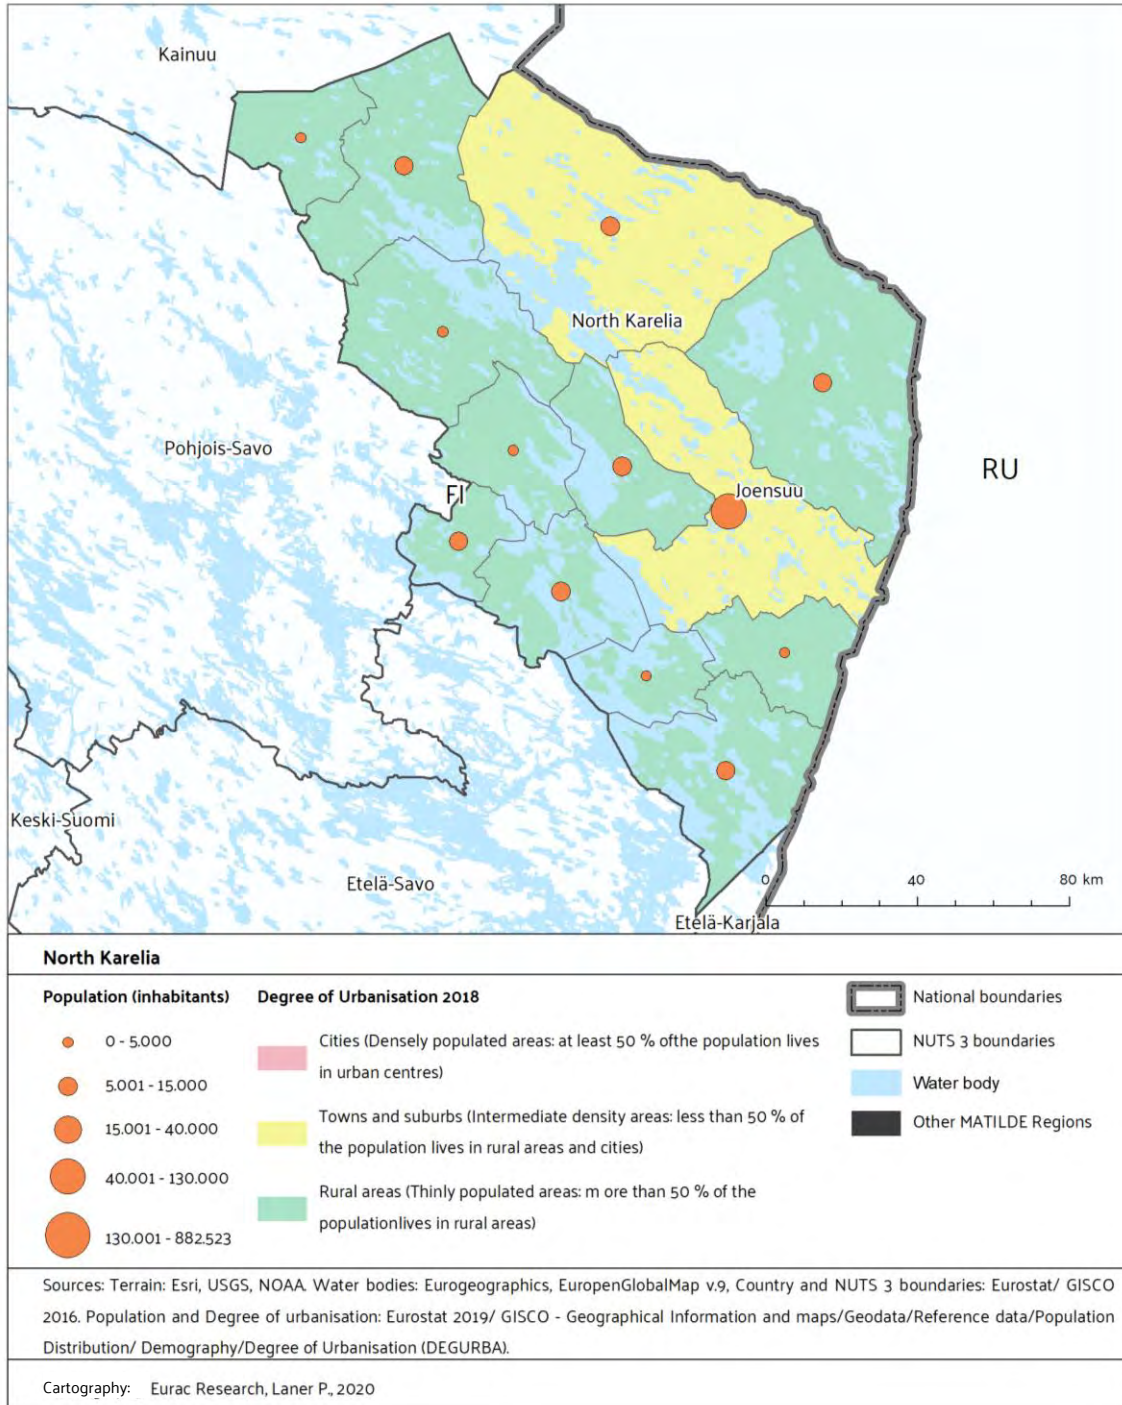 Kainuu
North Karelia
Pohjois-Savo
RU
FI
Joensuu
Keski-Suomi
Etelä-Savo
0 40 80 km
Etelä-Karjala
North Karelia
Population (inhabitants)
0 - 5.000
5.001 - 15.000
15.001 - 40.000
40.001 - 130.000
130.001 - 882.523
Degree of Urbanisation 2018
Cities (Densely populated areas: at least 50 % ofthe population lives
in urban centres)
Towns and suburbs (Intermediate density areas: less than 50 % of
the population lives in rural areas and cities)
Rural areas (Thinly populated areas: m ore than 50 % of the
populationlives in rural areas)
National boundaries
NUTS 3 boundaries
Water body
Other MATILDE Regions
Sources: Terrain: Esri, USGS, NOAA. Water bodies: Eurogeographics, EuropenGlobalMap v.9, Country and NUTS 3 boundaries: Eurostat/ GISCO
2016. Population and Degree of urbanisation: Eurostat 2019/ GISCO - Geographical Information and maps/Geodata/Reference data/Population
Distribution/ Demography/Degree of Urbanisation (DEGURBA).
Cartography: Eurac Research, Laner P., 2020